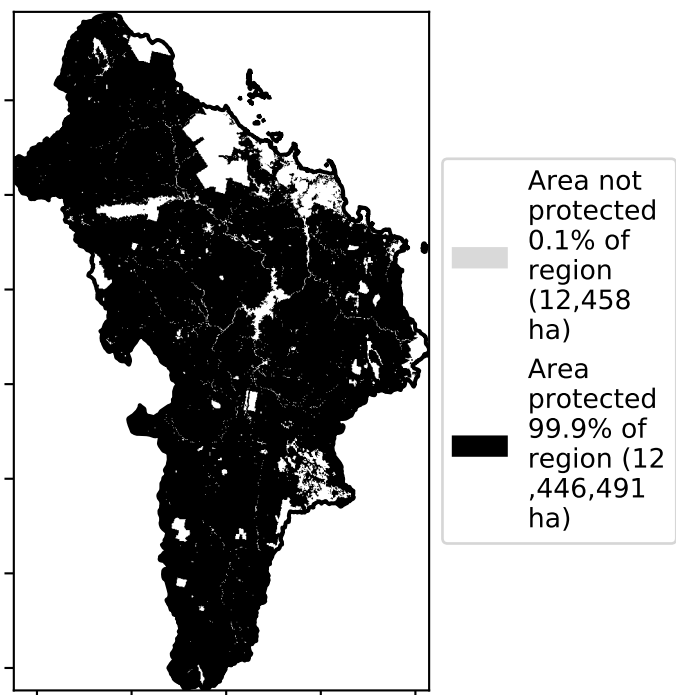 Area not
protected
0.1% of
region
(12,458
ha)
Area
protected
99.9% of
region (12
,446,491
ha)